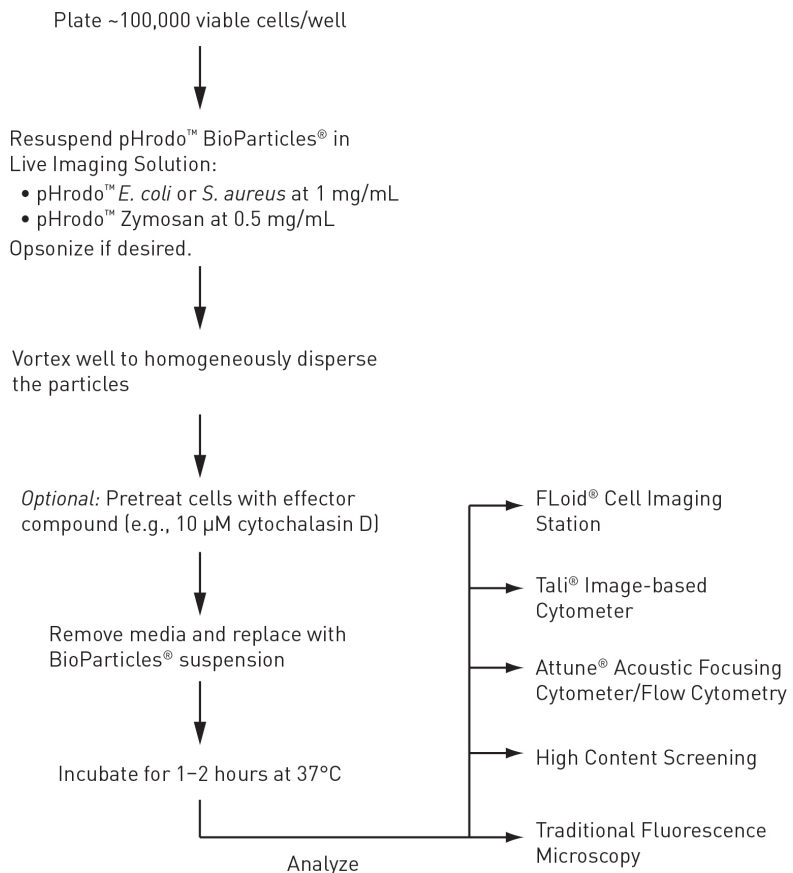 Plate ~100,000 viable cells/well
Resuspend pHrodo™ BioParticles® in
Live Imaging Solution:
• pHrodo™ E. coli or S. aureus at 1 mg/mL
• pHrodo™ Zymosan at 0.5 mg/mL
Opsonize if desired.
Vortex well to homogeneously disperse
the particles
Optional: Pretreat cells with effector
compound (e.g., 10 µM cytochalasin D)
Remove media and replace with
BioParticles® suspension
Incubate for 1–2 hours at 37°C
Analyze
FLoid® Cell Imaging
Station
Tali® Image-based
Cytometer
Attune® Acoustic Focusing
Cytometer/Flow Cytometry
High Content Screening
Traditional Fluorescence
Microscopy